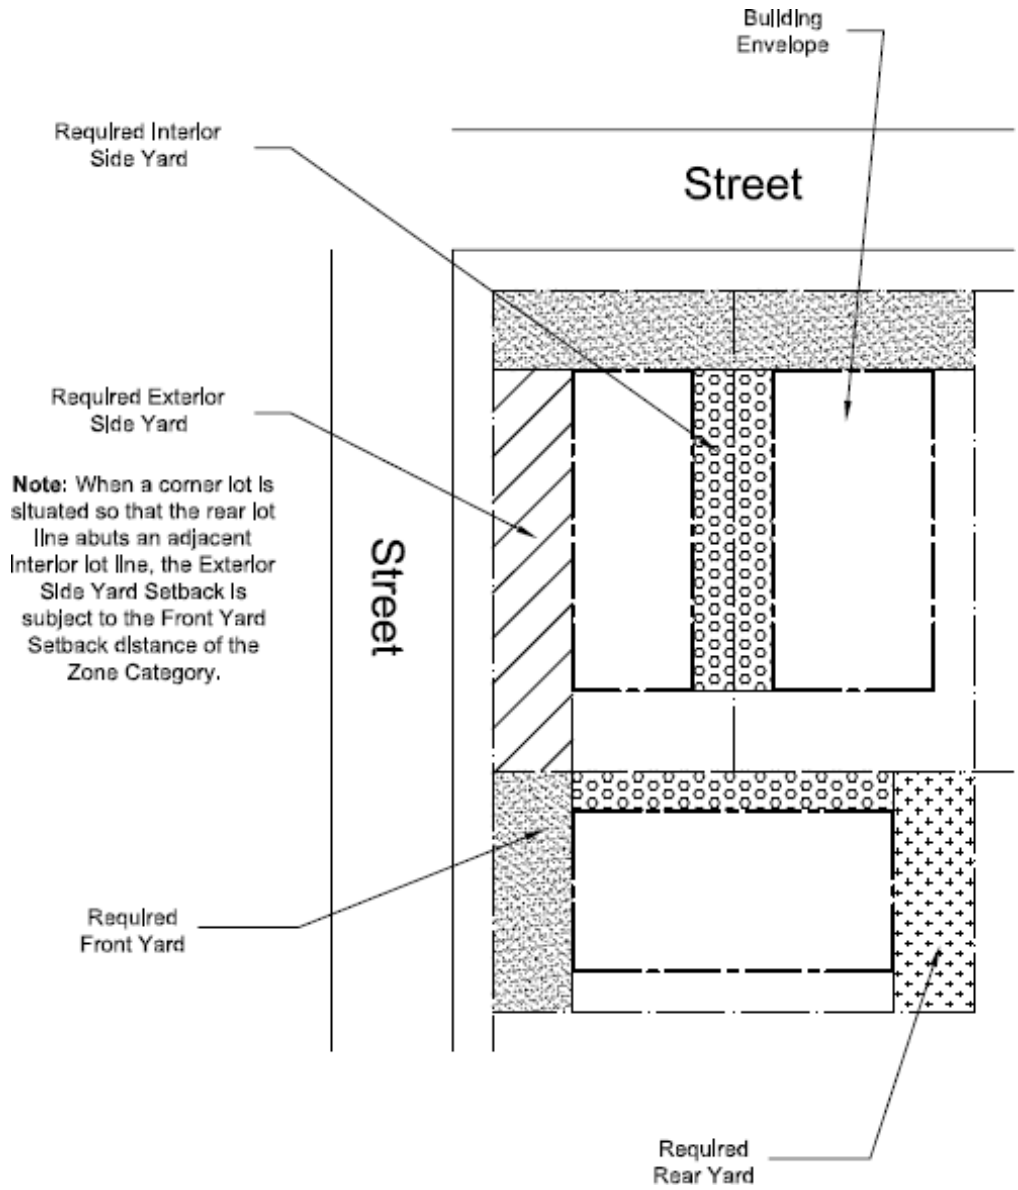 Building
Envelope
Required Interior
Side Yard
Street
Required Exterior
Side Yard
Note: When a corner lot is
situated so that the rear lot
line abuts an adjacent
interior lot line, the Exterior
Side Yard Setback is
subject to the Front Yard
Setback distance of the
Zone Category.
Street
Required
Front Yard
Required
Rear Yard